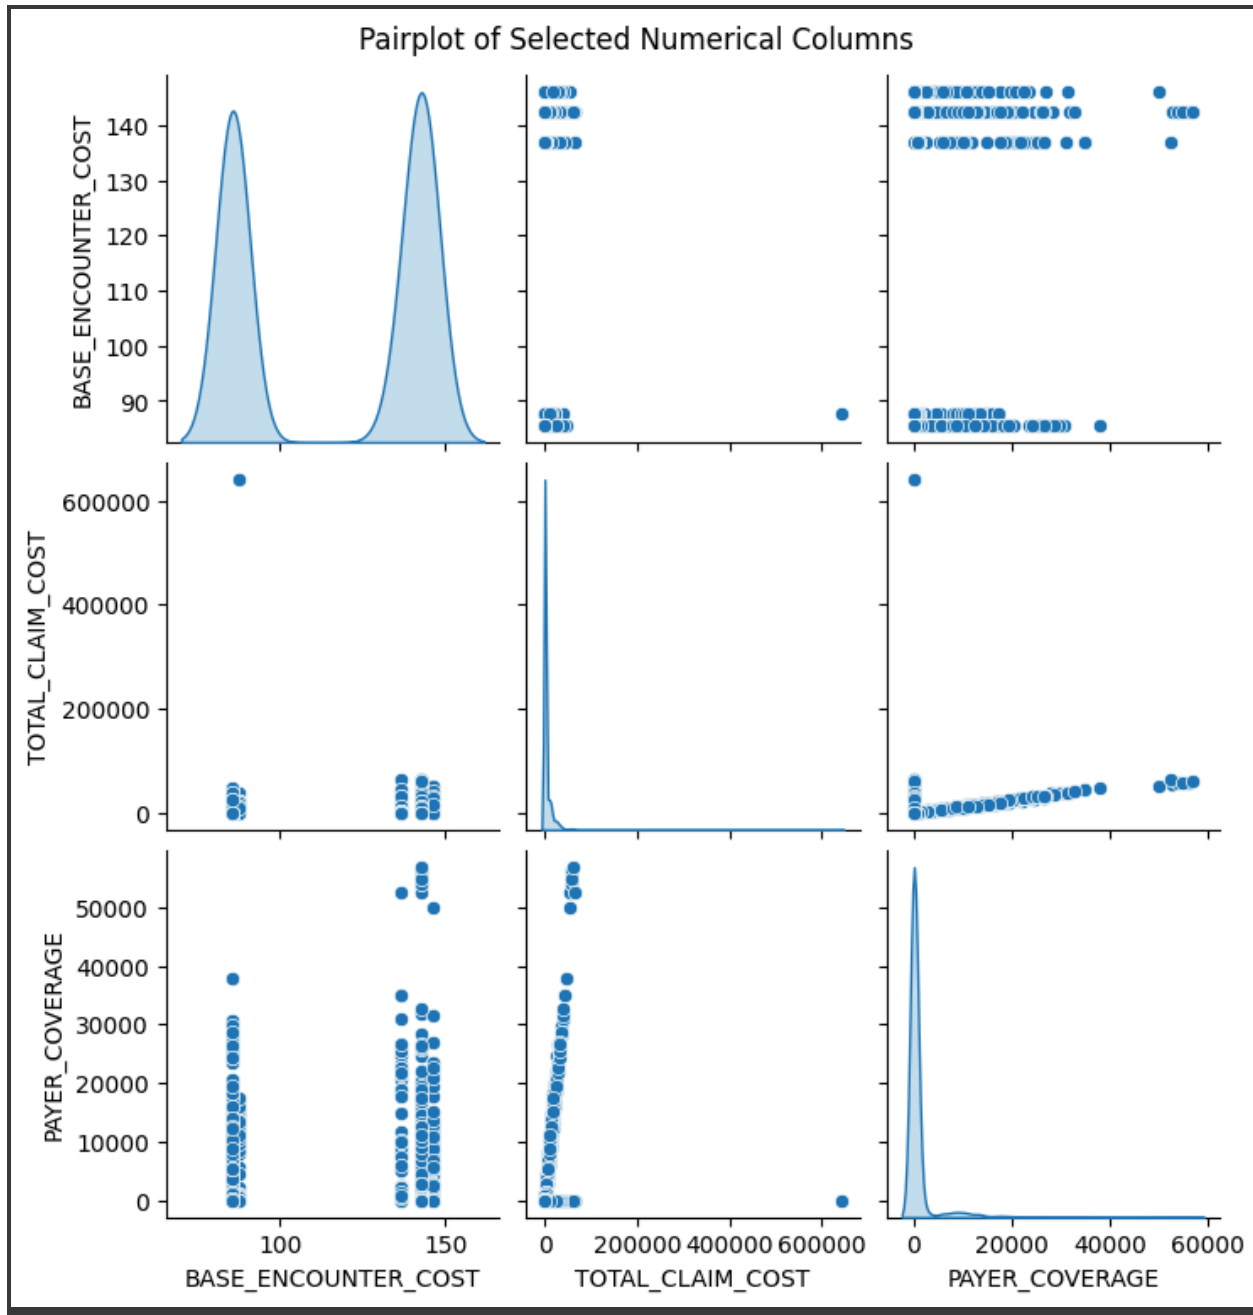 Pairplot of Selected Numerical Columns
BASE_ENCOUNTER_COST
140
130
120
110
100
90
TOTAL_CLAIM_COST
600000
400000
200000
0
PAYER_COVERAGE
50000
40000
30000
20000
10000
0
100 150
0 200000 400000 600000
0 20000 40000 60000
BASE_ENCOUNTER_COST
TOTAL_CLAIM_COST
PAYER_COVERAGE